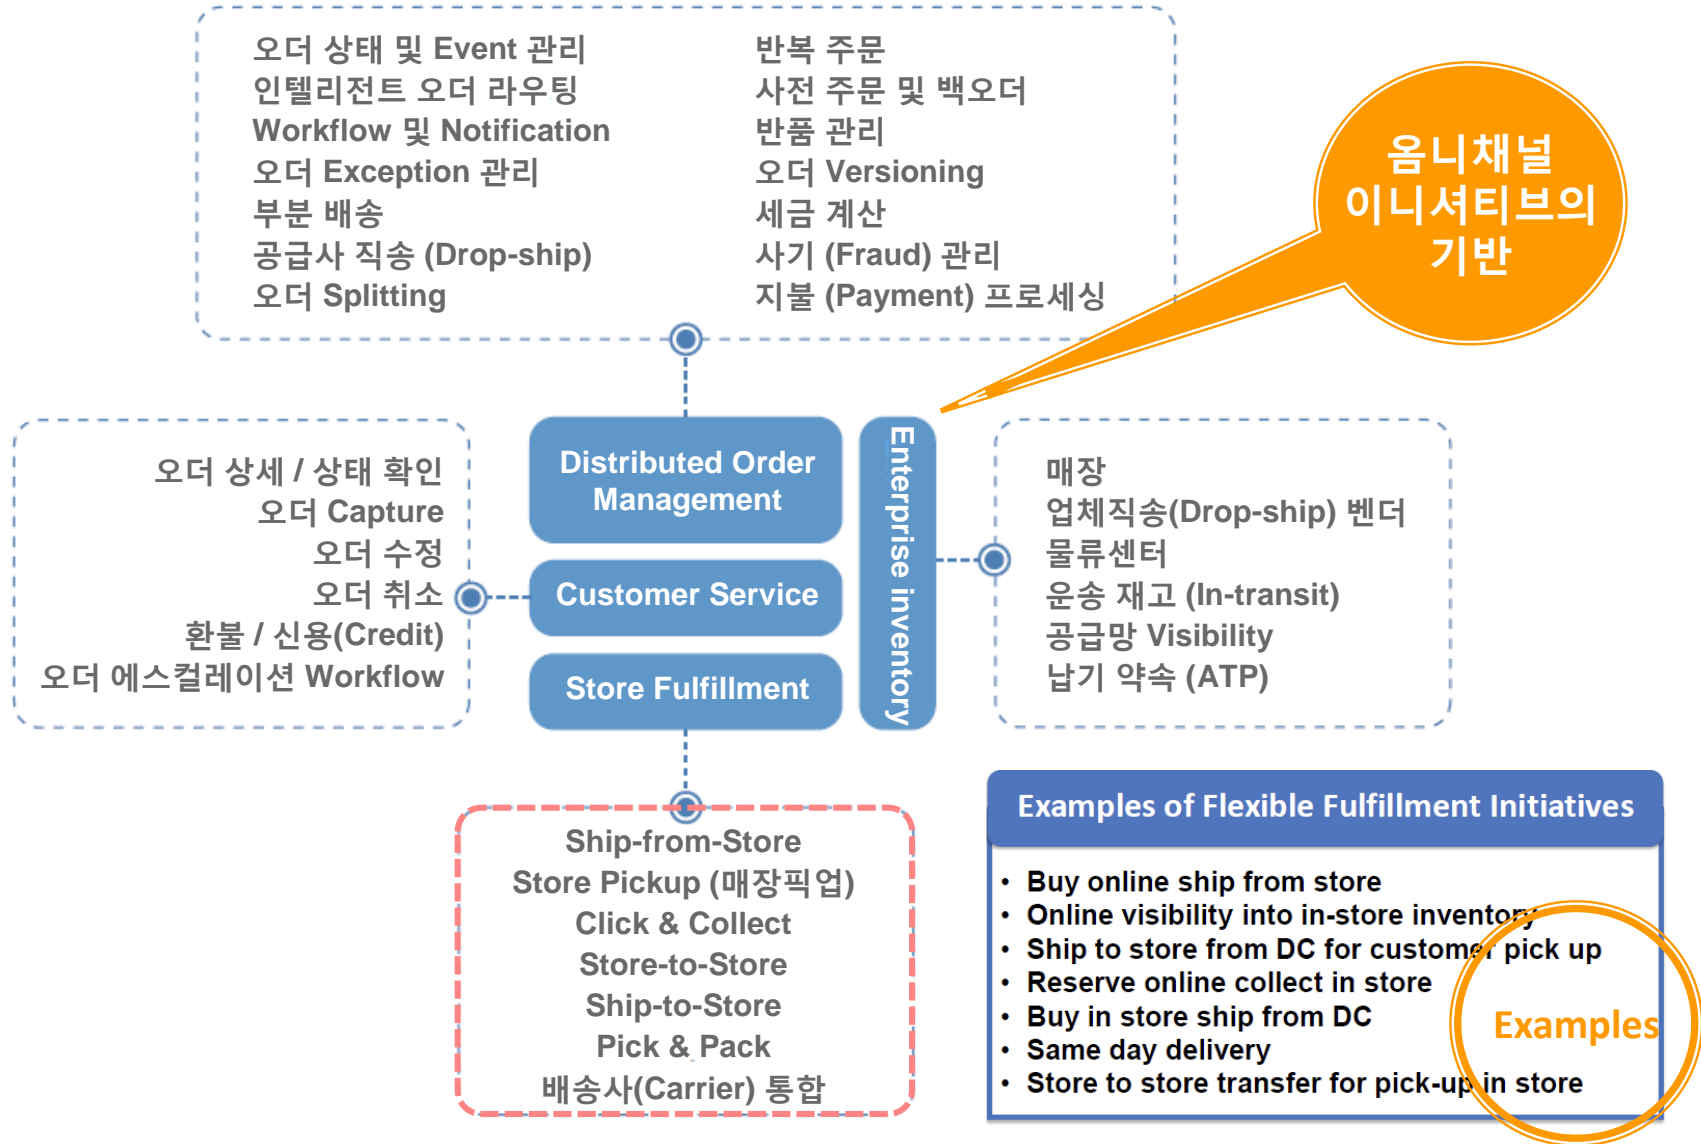 오더 상태 및 Event 관리
인텔리전트 오더 라우팅
Workflow 및 Notification
오더 Exception 관리
부분 배송
공급사 직송 (Drop-ship)
오더 Splitting
반복 주문
사전 주문 및 백오더
반품 관리
오더 Versioning
세금 계산
사기 (Fraud) 관리
지불 (Payment) 프로세싱
옴니채널
이니셔티브의
기반
오더 상세 / 상태 확인
오더 Capture
오더 수정
오더 취소
환불 / 신용(Credit)
오더 에스컬레이션 Workflow
Distributed Order
Management
Customer Service
Store Fulfillment
Enterprise inventory
매장
업체직송(Drop-ship) 벤더
물류센터
운송 재고 (In-transit)
공급망 Visibility
납기 약속 (ATP)
Ship-from-Store
Store Pickup (매장픽업)
Click & Collect
Store-to-Store
Ship-to-Store
Pick & Pack
배송사(Carrier) 통합
Examples of Flexible Fulfillment Initiatives
• Buy online ship from store
• Online visibility into in-store inventory
• Ship to store from DC for customer pick up
• Reserve online collect in store
• Buy in store ship from DC
• Same day delivery
• Store to store transfer for pick-up in store
Examples